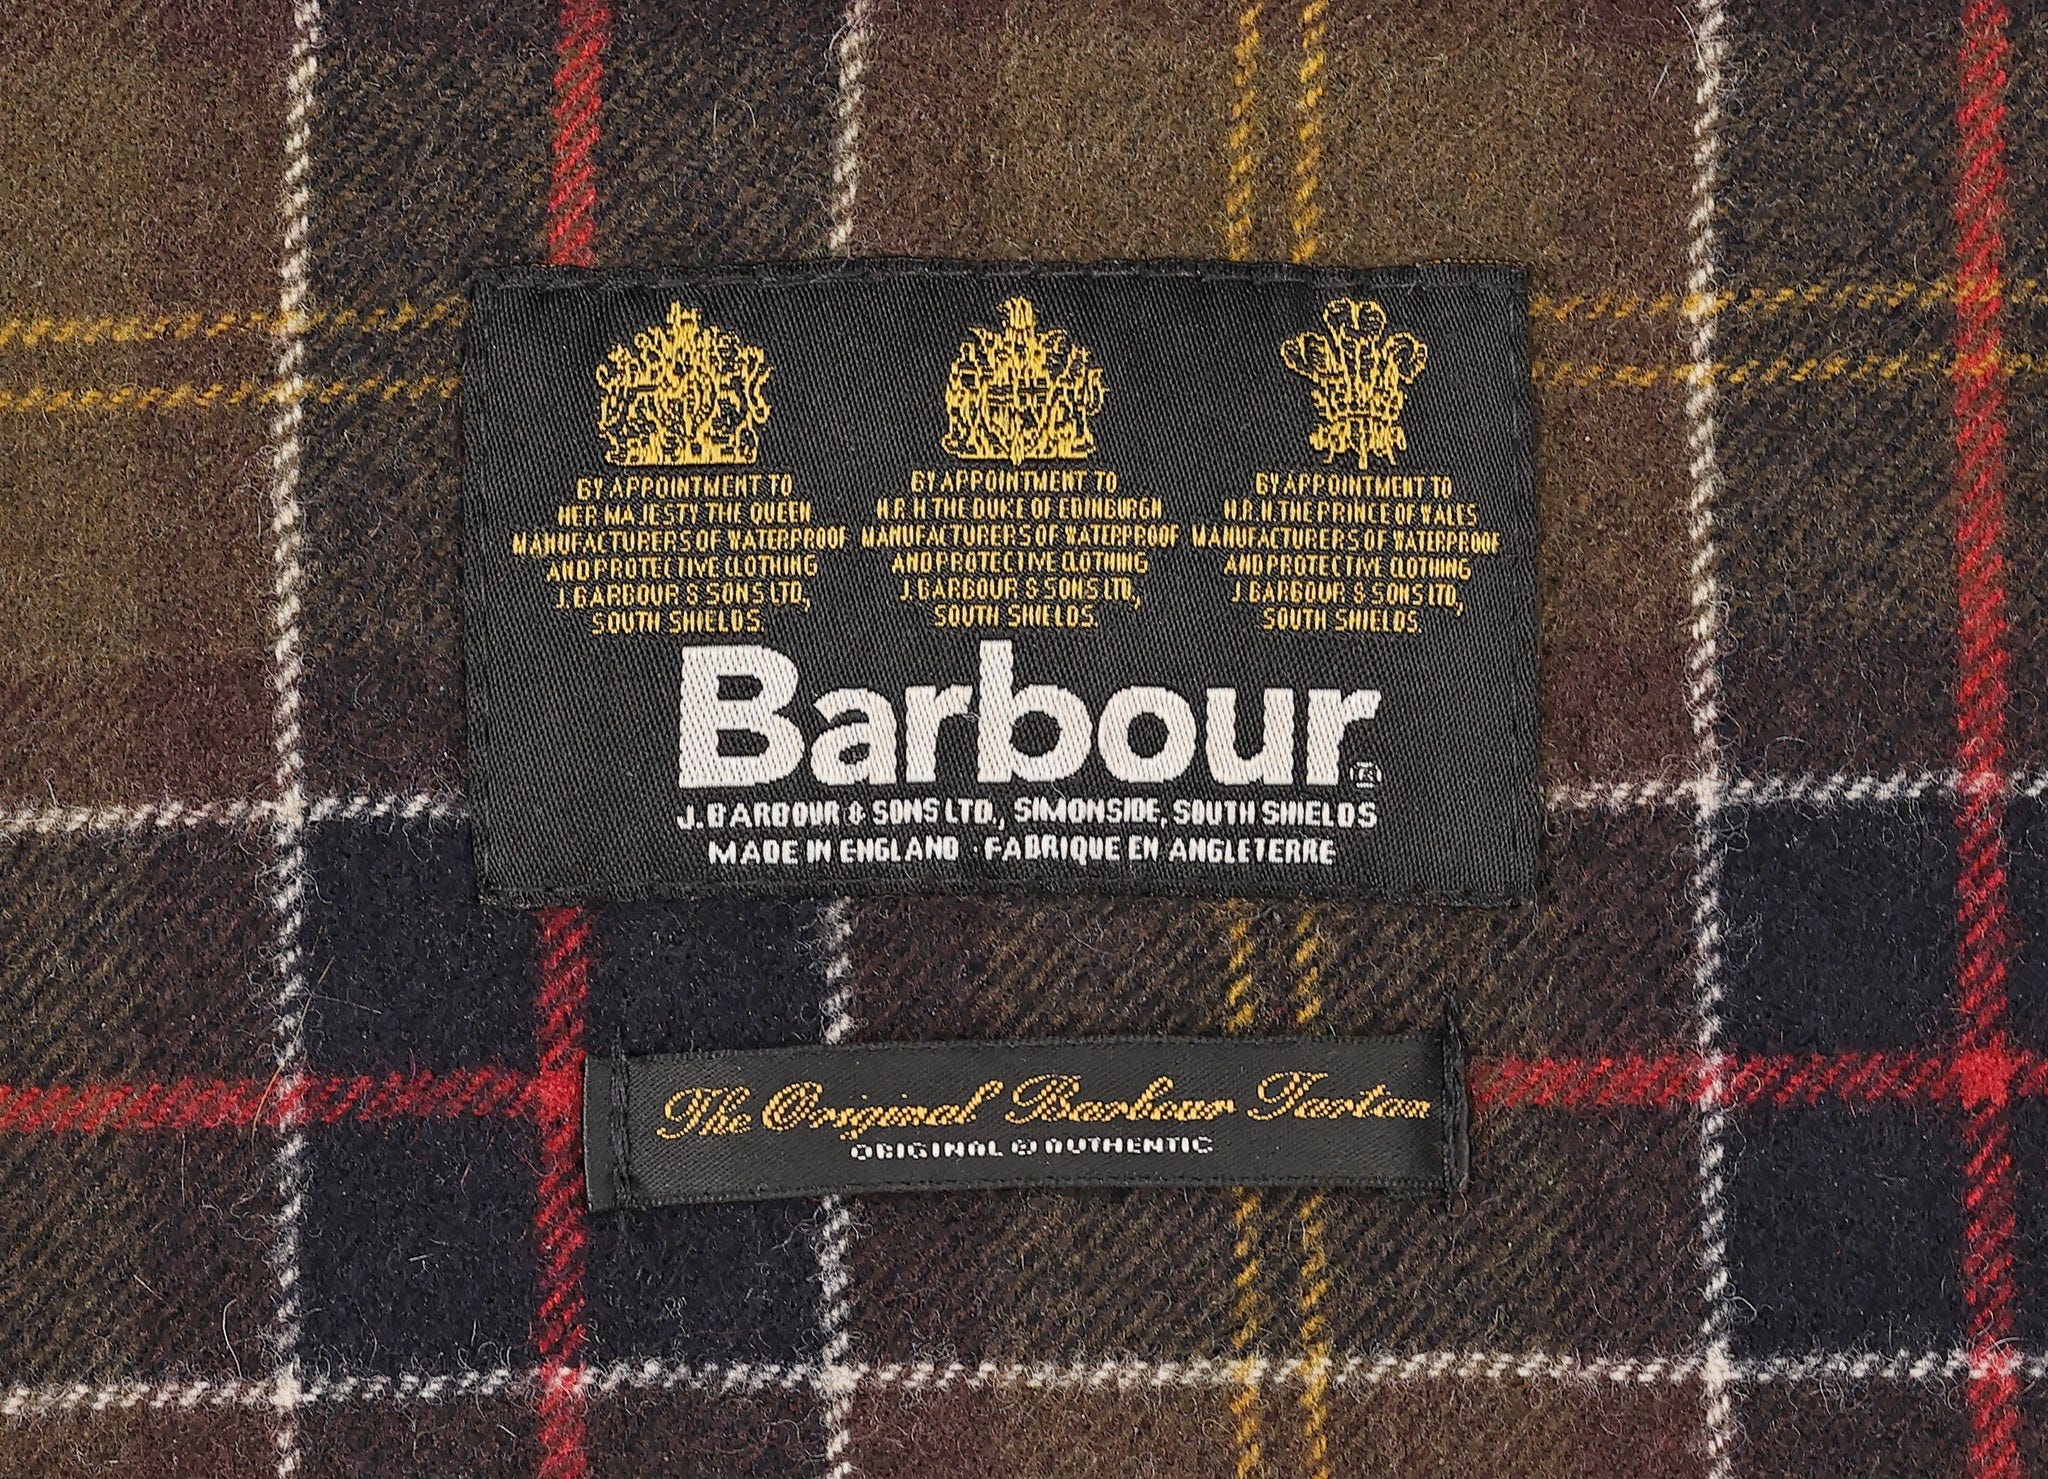 BY APPOINTMENT TO
HER MAJESTY THE QUEEN
MANUFACTURERS OF WATERPROOF
AND PROTECTIVE CLOTHING
J. BARBOUR & SONS LTD.,
SOUTH SHIELDS.
BY APPOINTMENT TO
H.R.H THE DUKE OF EDINBURGH
MANUFACTURERS OF WATERPROOF
AND PROTECTIVE CLOTHING
J. BARBOUR & SONS LTD.,
SOUTH SHIELDS.
BY APPOINTMENT TO
H.R.H THE PRINCE OF WALES
MANUFACTURERS OF WATERPROOF
AND PROTECTIVE CLOTHING
J. BARBOUR & SONS LTD,
SOUTH SHIELDS.
Barbour®
J. BARBOUR & SONS LTD., SIMONSIDE, SOUTH SHIELDS
MADE IN ENGLAND · FABRIQUE EN ANGLETERRE
The Original Barbour Tartan
ORIGINAL & AUTHENTIC